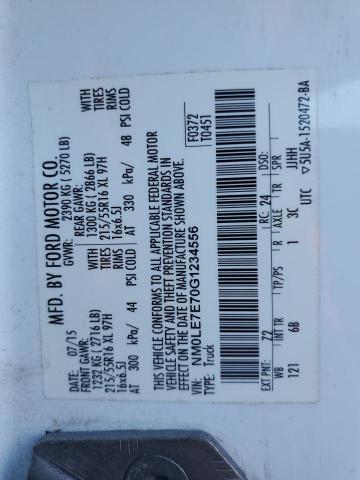 MFD. BY FORD MOTOR CO.
DATE: 07/15
GVWR: 2390 KG ( 5270 LB)
FRONT GAWR: 1232 KG ( 2716 LB)
REAR GAWR: 1300 KG ( 2866 LB)
WITH TIRES
215/55R16 XL 97H
215/55R16 XL 97H
WITH TIRES
16x6.5J RIMS
16x6.5J RIMS
AT 300 kPa/ 44 PSI COLD
AT 330 kPa/ 48 PSI COLD
THIS VEHICLE CONFORMS TO ALL APPLICABLE FEDERAL MOTOR
VEHICLE SAFETY AND THEFT PREVENTION STANDARDS IN
EFFECT ON THE DATE OF MANUFACTURE SHOWN ABOVE.
F0372
T0451
VIN: NM0LE7E70G1234556
TYPE: Truck
EXT PNT: Z2
RC: 24
DSO:
WB
BRK
INT TR
TP/PS
R
AXLE
TR
SPR
121
6B
1
3C
JJHH
UTC
▽5U5A-1520472-BA